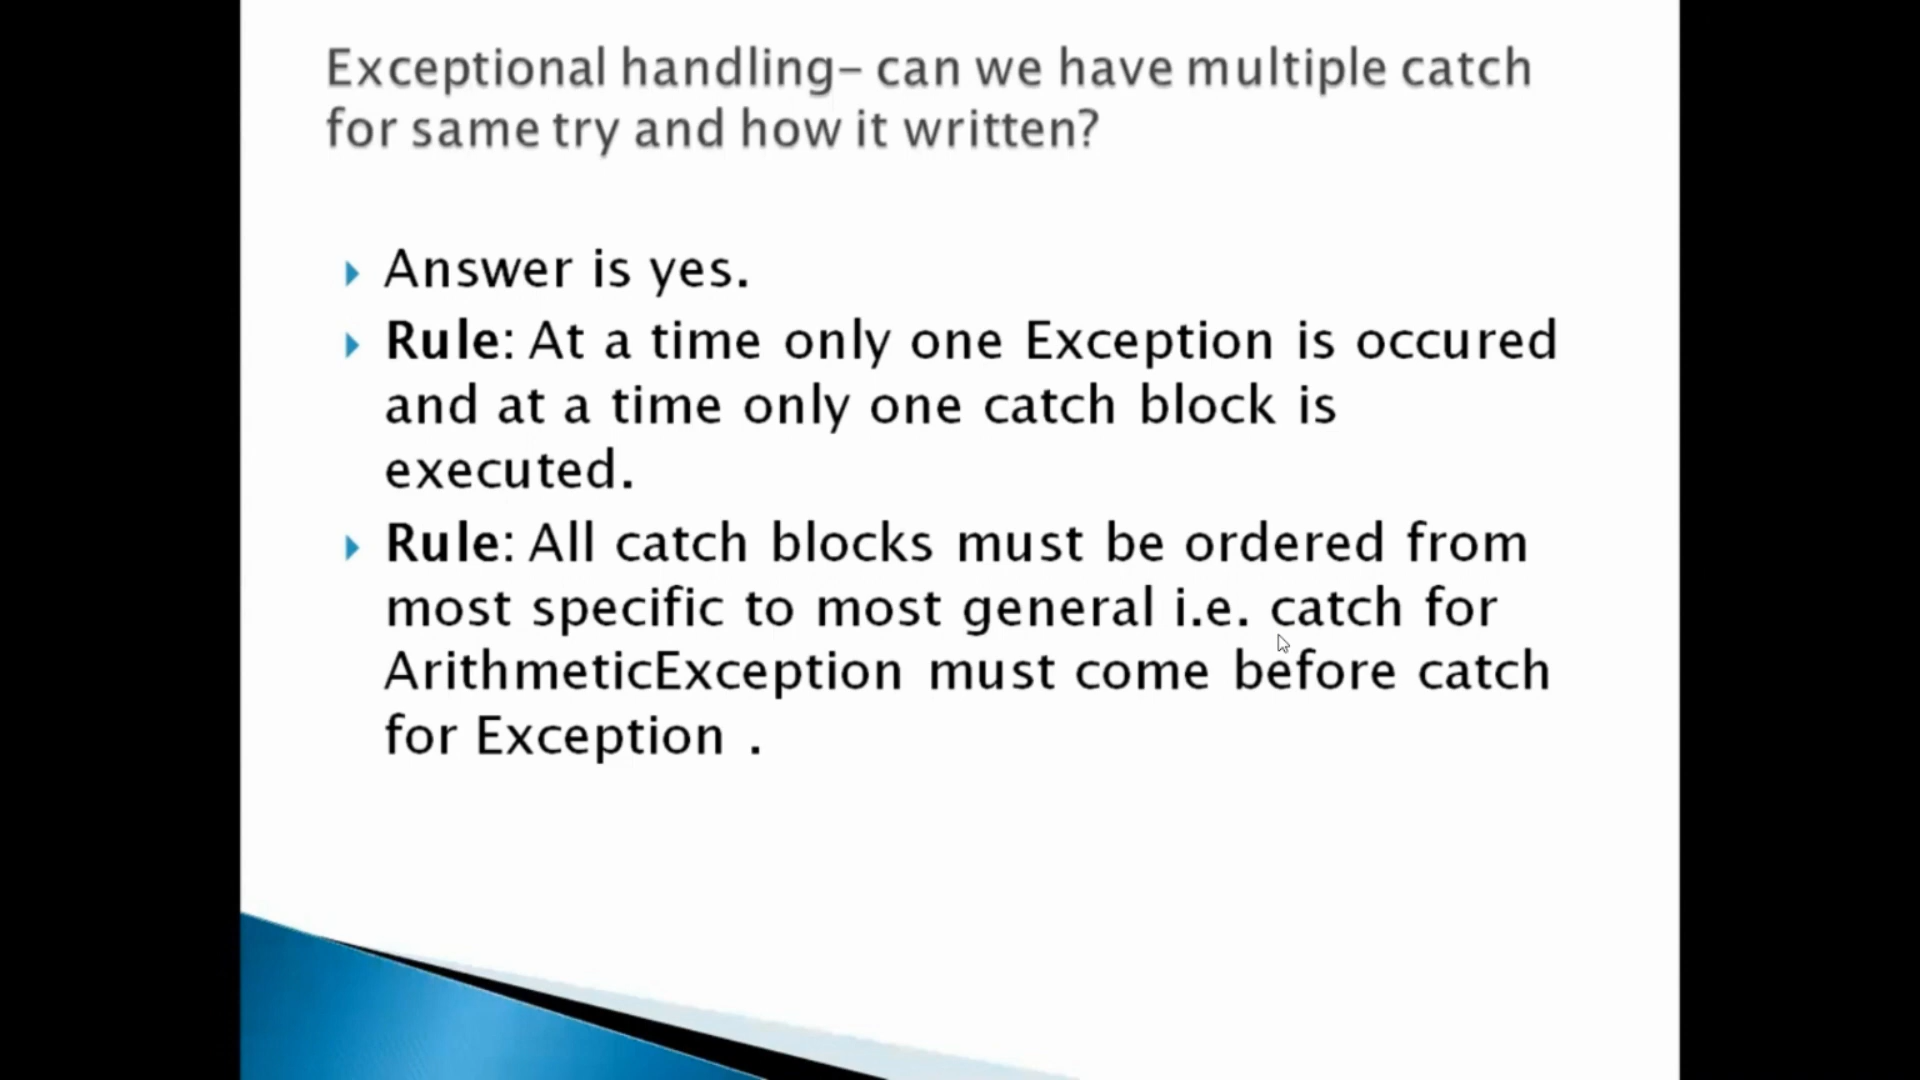 Exceptional handling– can we have multiple catch
for same try and how it written?
Answer is yes.
Rule: At a time only one Exception is occured
and at a time only one catch block is
executed.
Rule: All catch blocks must be ordered from
most specific to most general i.e. catch for
ArithmeticException must come before catch
for Exception .